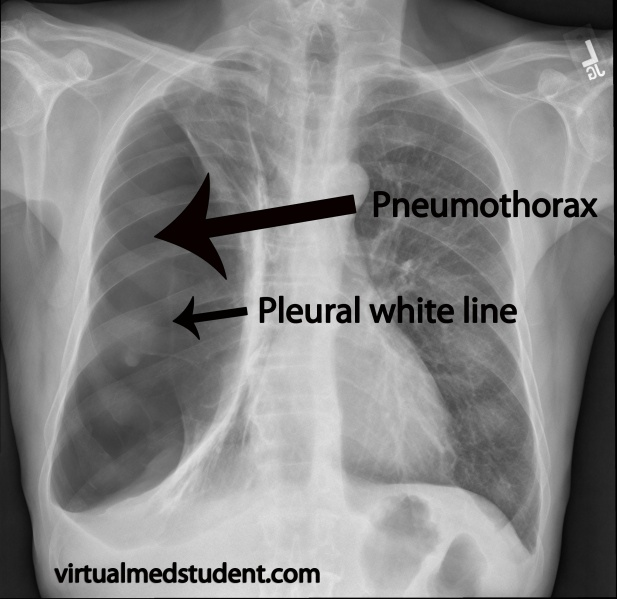 L
Pneumothorax
Pleural white line
virtualmedstudent.com